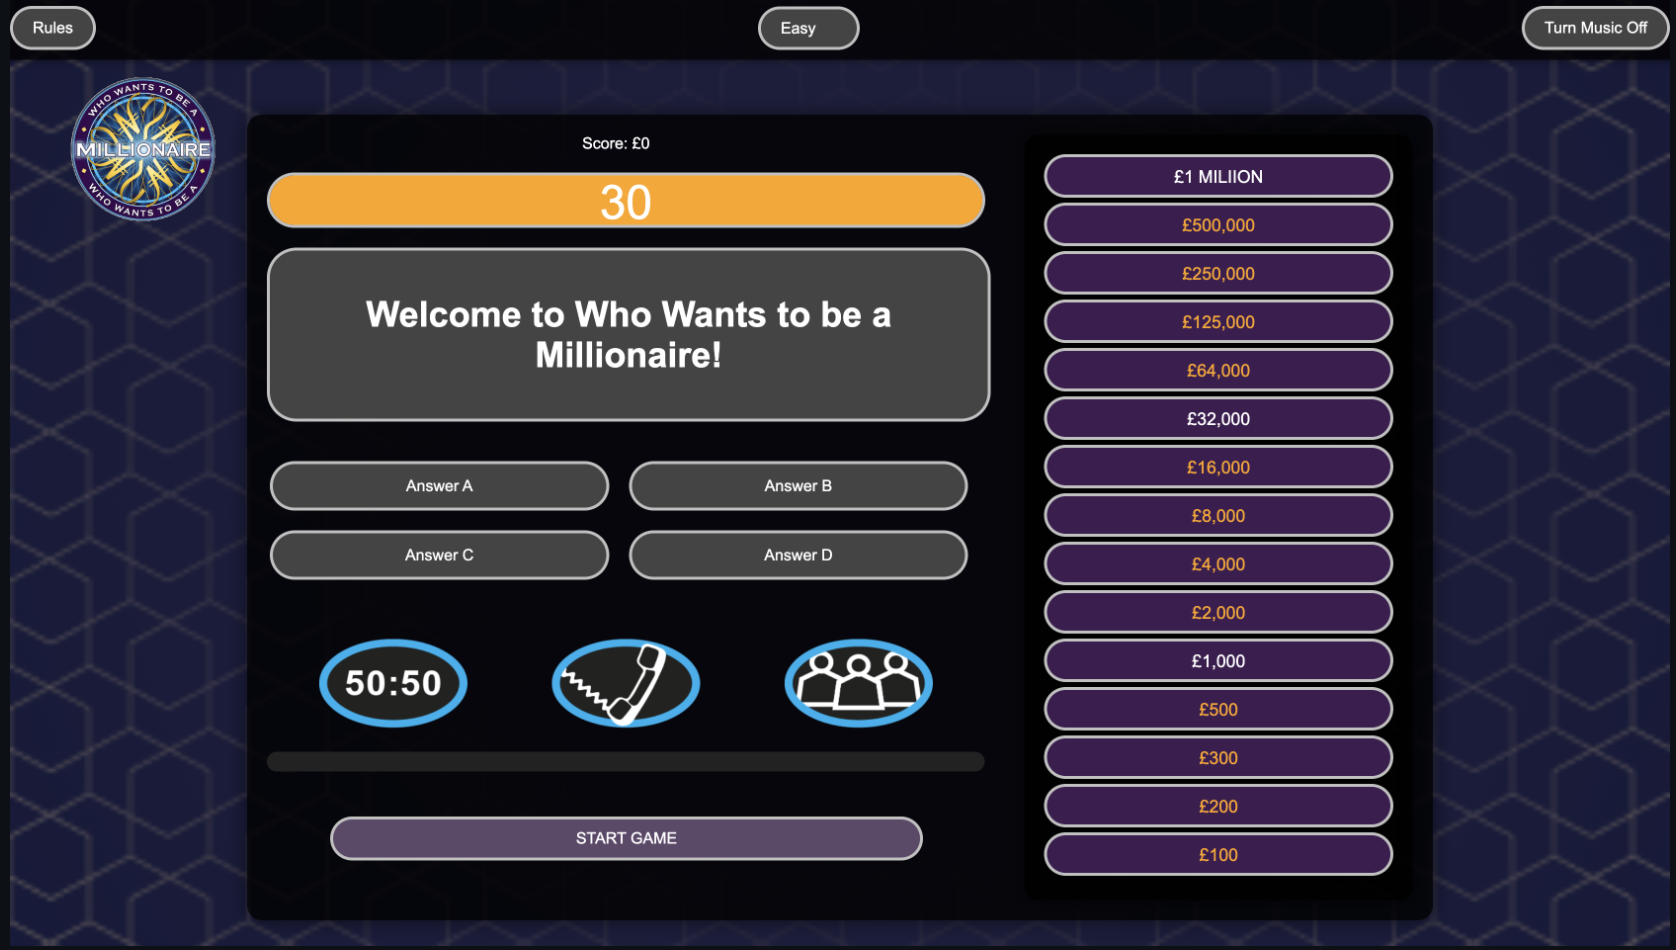 Rules
Easy
Turn Music Off
WHO WANTS TO BE A
MILLIONAIRE
WHO WANTS TO BE A
Score: £0
30
Welcome to Who Wants to be a
Millionaire!
Answer A
Answer B
Answer C
Answer D
50:50
START GAME
£1 MILIION
£500,000
£250,000
£125,000
£64,000
£32,000
£16,000
£8,000
£4,000
£2,000
£1,000
£500
£300
£200
£100